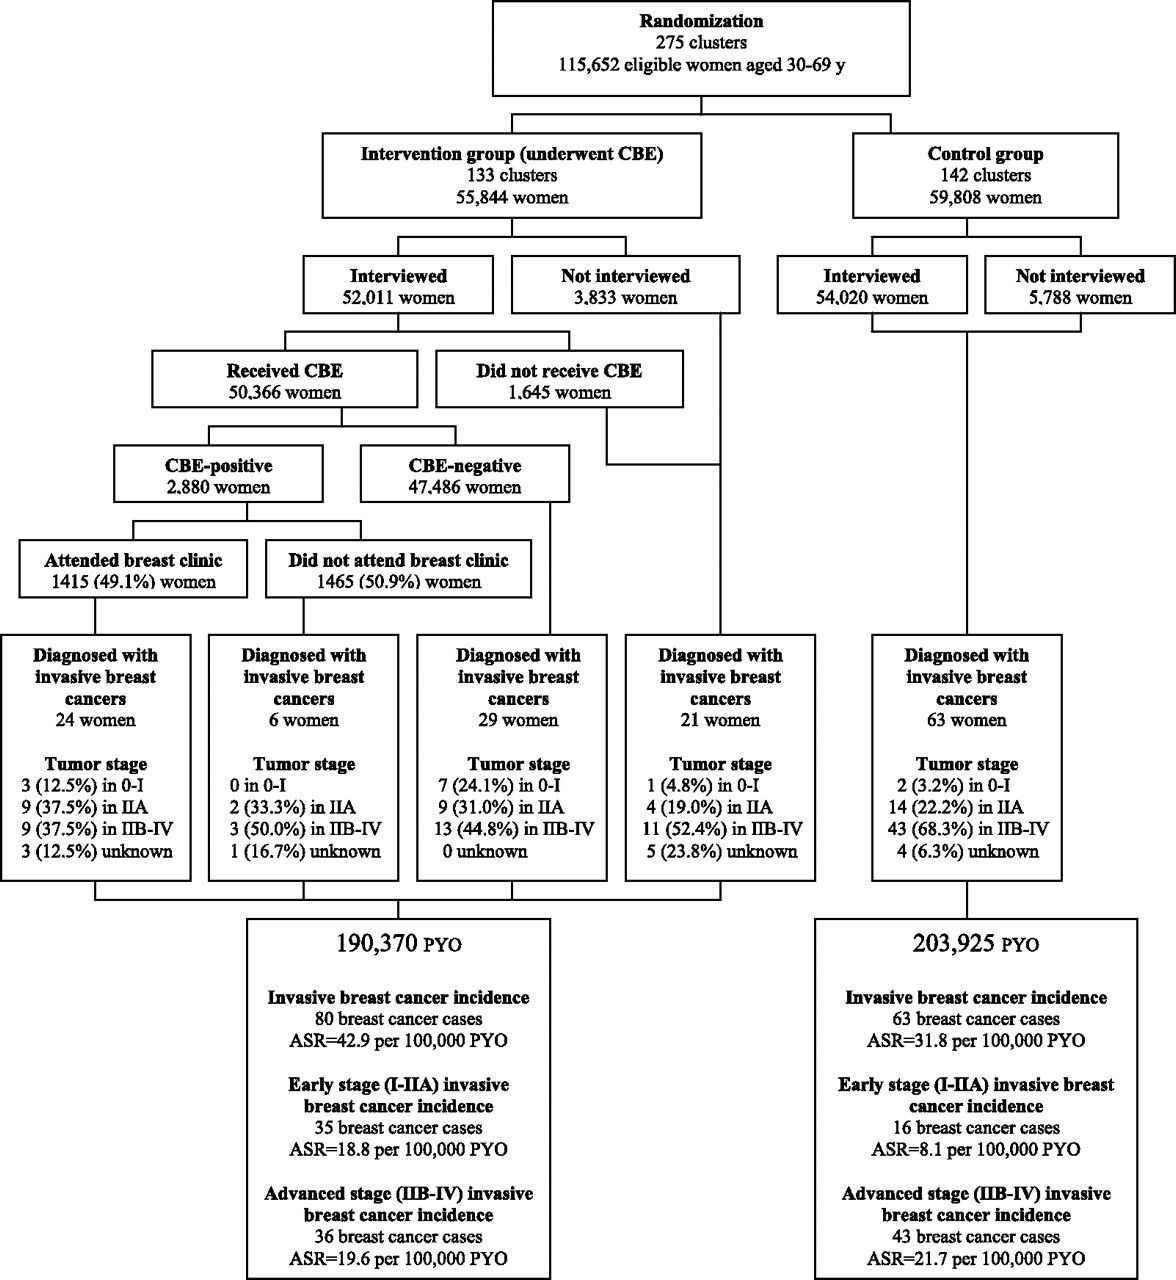 Randomization
275 clusters
115,652 eligible women aged 30-69 y
Intervention group (underwent CBE)
133 clusters
55,844 women
Control group
142 clusters
59,808 women
Interviewed
52,011 women
Not interviewed
3,833 women
Interviewed
54,020 women
Not interviewed
5,788 women
Received CBE
50,366 women
Did not receive CBE
1,645 women
CBE-positive
2,880 women
CBE-negative
47,486 women
Attended breast clinic
1415 (49.1%) women
Did not attend breast clinic
1465 (50.9%) women
Diagnosed with
invasive breast
cancers
24 women
Tumor stage
3 (12.5%) in 0-I
9 (37.5%) in IIA
9 (37.5%) in IIB-IV
3 (12.5%) unknown
Diagnosed with
invasive breast
cancers
6 women
Tumor stage
0 in 0-I
2 (33.3%) in IIA
3 (50.0%) in IIB-IV
1 (16.7%) unknown
Diagnosed with
invasive breast
cancers
29 women
Tumor stage
7 (24.1%) in 0-I
9 (31.0%) in IIA
13 (44.8%) in IIB-IV
0 unknown
Diagnosed with
invasive breast
cancers
21 women
Tumor stage
1 (4.8%) in 0-I
4 (19.0%) in IIA
11 (52.4%) in IIB-IV
5 (23.8%) unknown
Diagnosed with
invasive breast
cancers
63 women
Tumor stage
2 (3.2%) in 0-I
14 (22.2%) in IIA
43 (68.3%) in IIB-IV
4 (6.3%) unknown
190,370 PYO
Invasive breast cancer incidence
80 breast cancer cases
ASR=42.9 per 100,000 PYO
Early stage (I-IIA) invasive
breast cancer incidence
35 breast cancer cases
ASR=18.8 per 100,000 PYO
Advanced stage (IIB-IV) invasive
breast cancer incidence
36 breast cancer cases
ASR=19.6 per 100,000 PYO
203,925 PYO
Invasive breast cancer incidence
63 breast cancer cases
ASR=31.8 per 100,000 PYO
Early stage (I-IIA) invasive breast
cancer incidence
16 breast cancer cases
ASR=8.1 per 100,000 PYO
Advanced stage (IIB-IV) invasive
breast cancer incidence
43 breast cancer cases
ASR=21.7 per 100,000 PYO